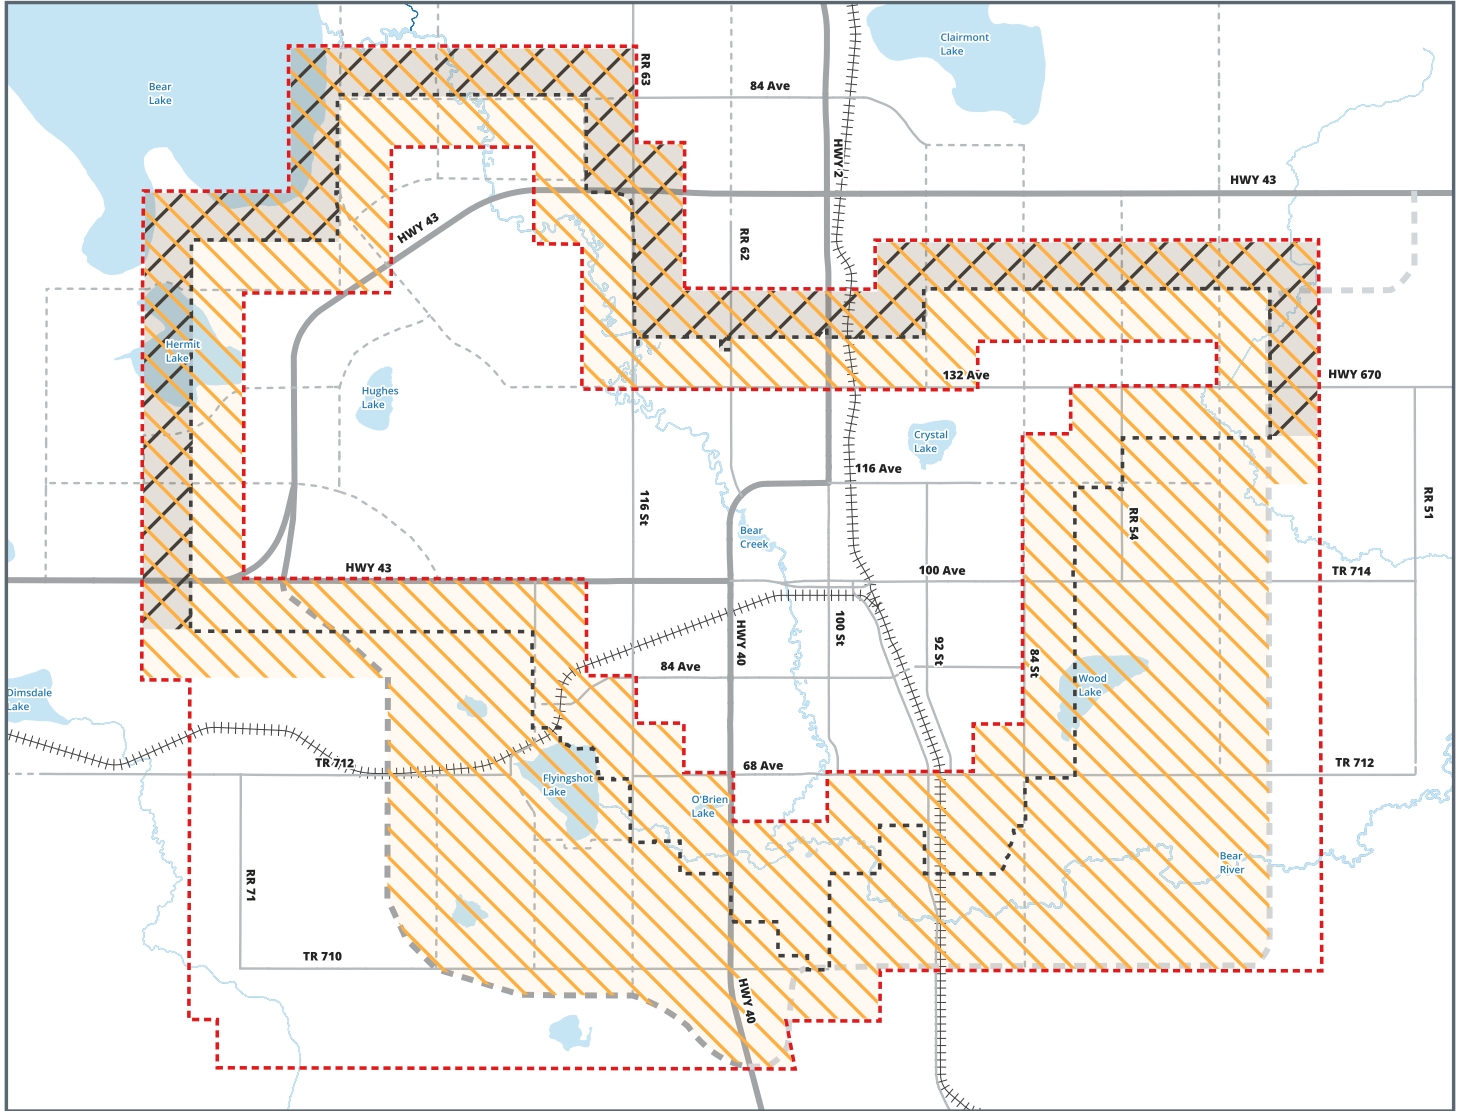 Clairmont
Lake
RR 63
84 Ave
Bear
Lake
HWY 2
HWY 43
HWY 43
RR 62
Hermit
Lake
132 Ave
HWY 670
Hughes
Lake
Crystal
Lake
116 Ave
116 St
RR 54
RR 51
Bear
Creek
HWY 43
100 Ave
TR 714
HWY 40
100 St
92 St
84 St
84 Ave
Wood
Lake
Dimsdale
Lake
TR 712
68 Ave
TR 712
Flyingshot
Lake
O'Brien
Lake
Bear
River
RR 71
TR 710
HWY 40